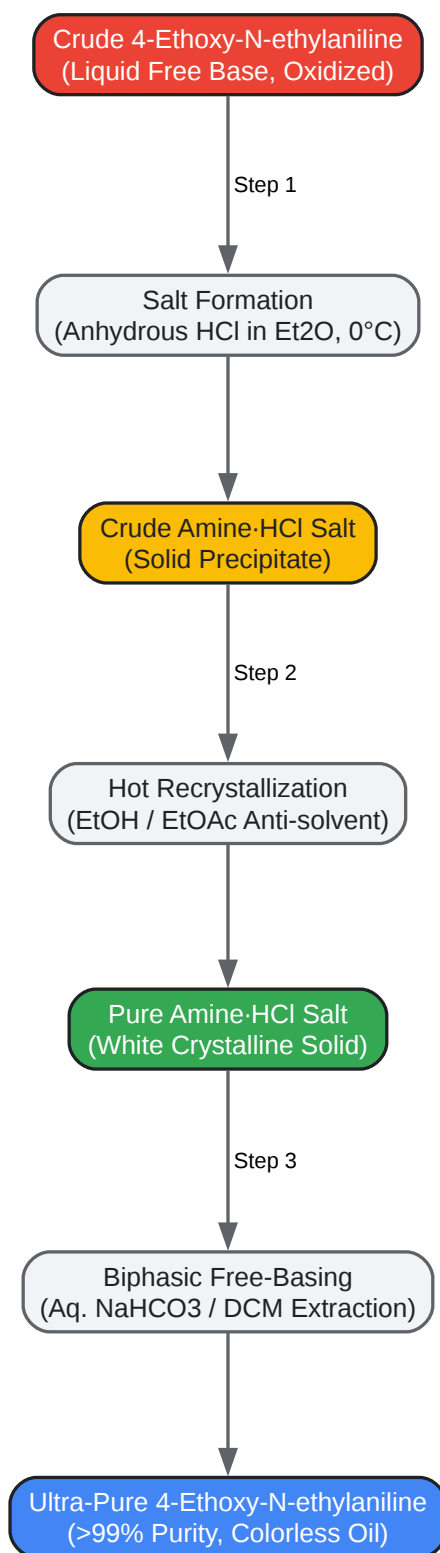 Crude 4-Ethoxy-N-ethylaniline
(Liquid Free Base, Oxidized)
Step 1
Salt Formation
(Anhydrous HCl in Et2O, 0°C)
Crude Amine·HCl Salt
(Solid Precipitate)
Step 2
Hot Recrystallization
(EtOH / EtOAc Anti-solvent)
Pure Amine·HCl Salt
(White Crystalline Solid)
Step 3
Biphasic Free-Basing
(Aq. NaHCO3 / DCM Extraction)
Ultra-Pure 4-Ethoxy-N-ethylaniline
(>99% Purity, Colorless Oil)